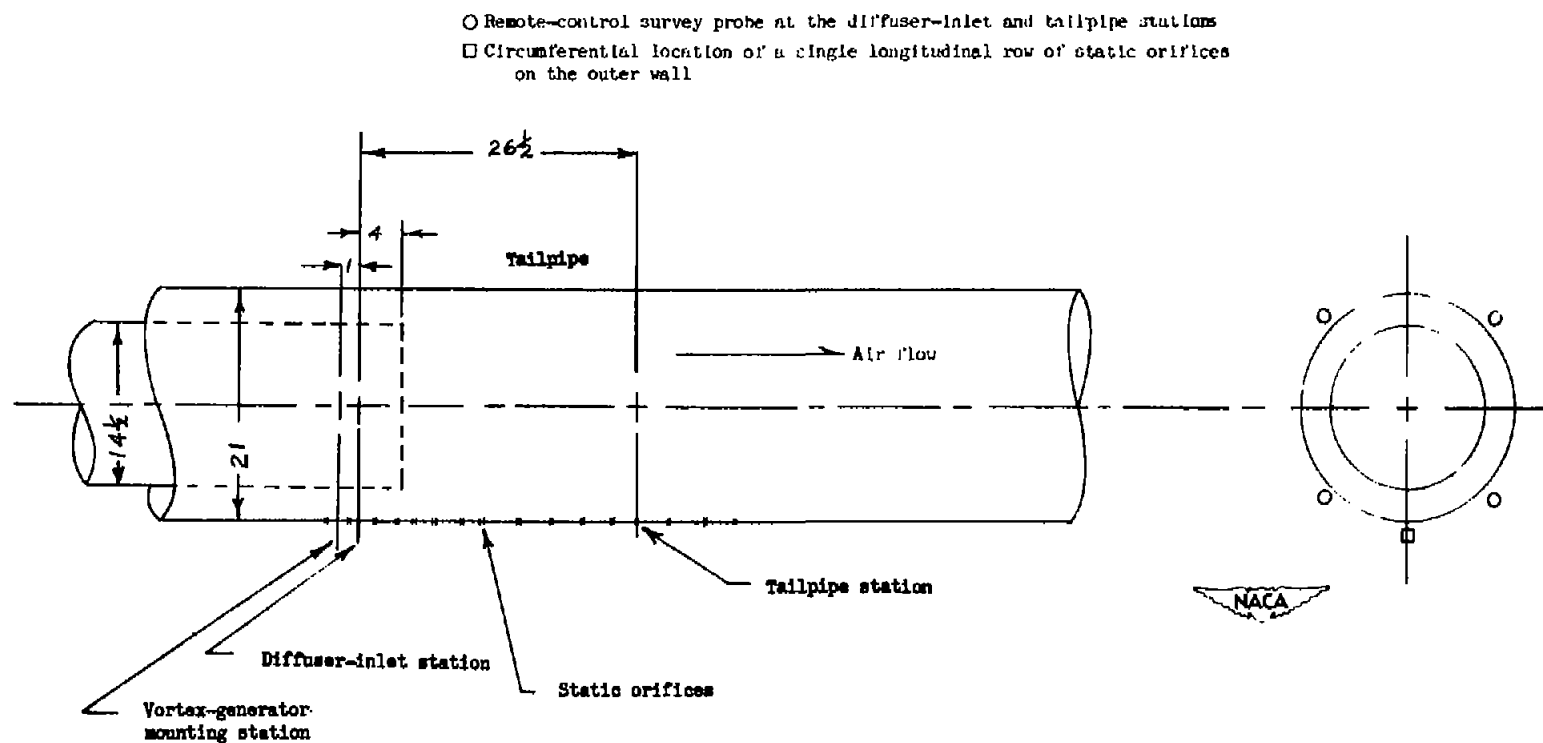 Remote-control survey probe at the diffuser-inlet and tailpipe stations
Circumferential location of a single longitudinal row of static orifices
on the outer wall
26½
4
1
Tailpipe
Air flow
14½
21
Tailpipe station
NACA
Diffuser-inlet station
Static orifices
Vortex-generator
mounting station